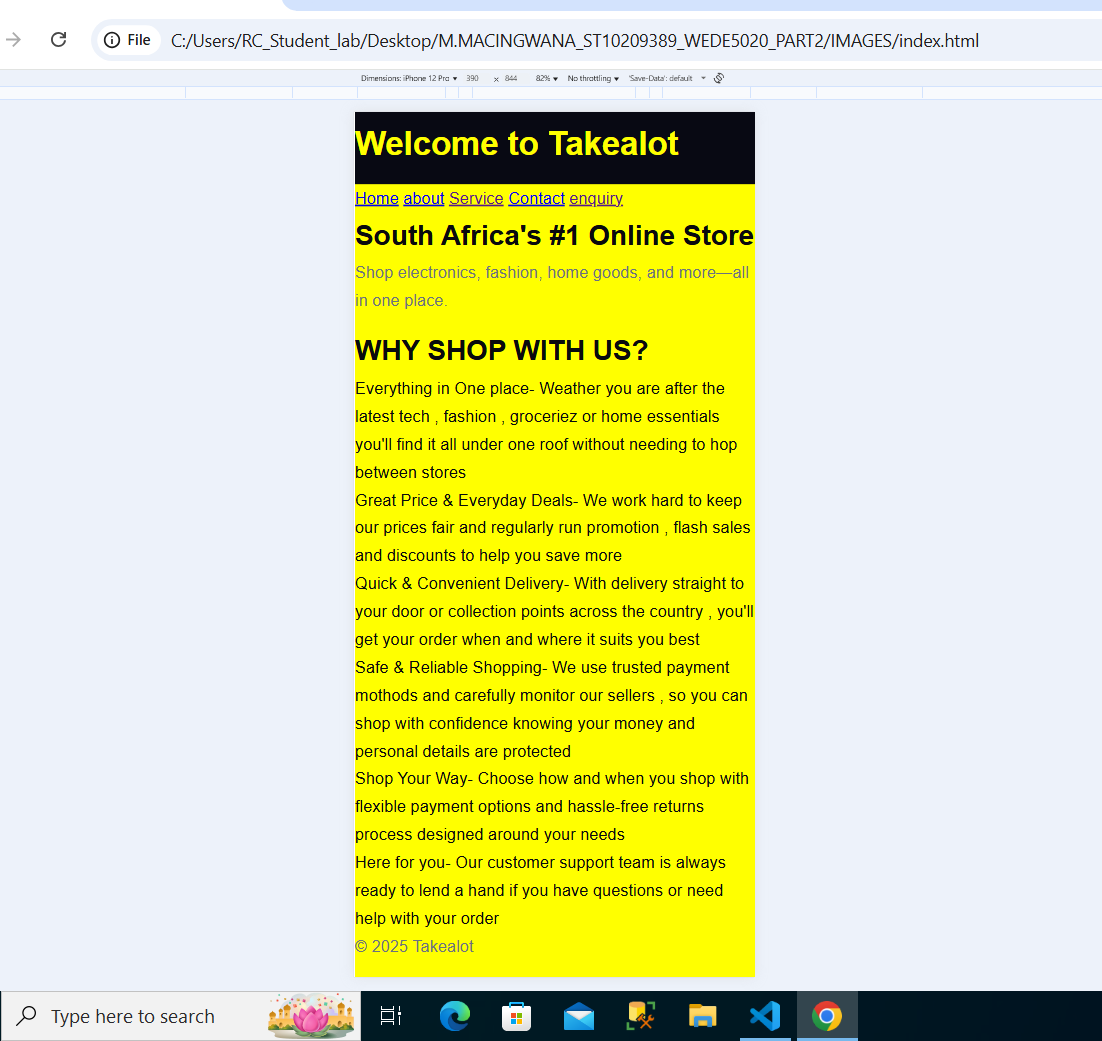 File
C:/Users/RC_Student_lab/Desktop/M.MACINGWANA_ST10209389_WEDE5020_PART2/IMAGES/index.html
Dimensions: iPhone 12 Pro 390 x 844 82% No throttling 'Save-Data': default
Welcome to Takealot
Home about Service Contact enquiry
South Africa's #1 Online Store
Shop electronics, fashion, home goods, and more—all
in one place.
WHY SHOP WITH US?
Everything in One place- Weather you are after the
latest tech , fashion , groceriez or home essentials
you'll find it all under one roof without needing to hop
between stores
Great Price & Everyday Deals- We work hard to keep
our prices fair and regularly run promotion , flash sales
and discounts to help you save more
Quick & Convenient Delivery- With delivery straight to
your door or collection points across the country , you'll
get your order when and where it suits you best
Safe & Reliable Shopping- We use trusted payment
mothods and carefully monitor our sellers , so you can
shop with confidence knowing your money and
personal details are protected
Shop Your Way- Choose how and when you shop with
flexible payment options and hassle-free returns
process designed around your needs
Here for you- Our customer support team is always
ready to lend a hand if you have questions or need
help with your order
© 2025 Takealot
Type here to search